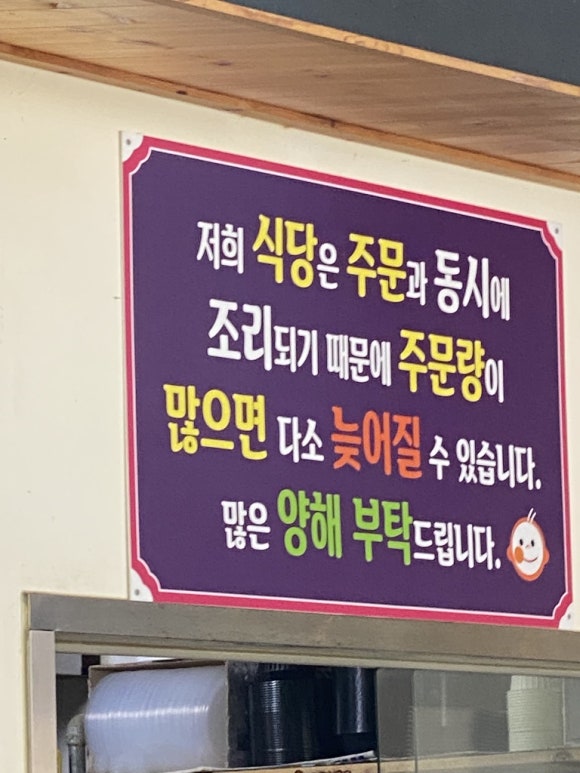 저희 식당은 주문과 동시에
조리되기 때문에 주문량이
많으면 다소 늦어질 수 있습니다.
많은 양해 부탁드립니다.